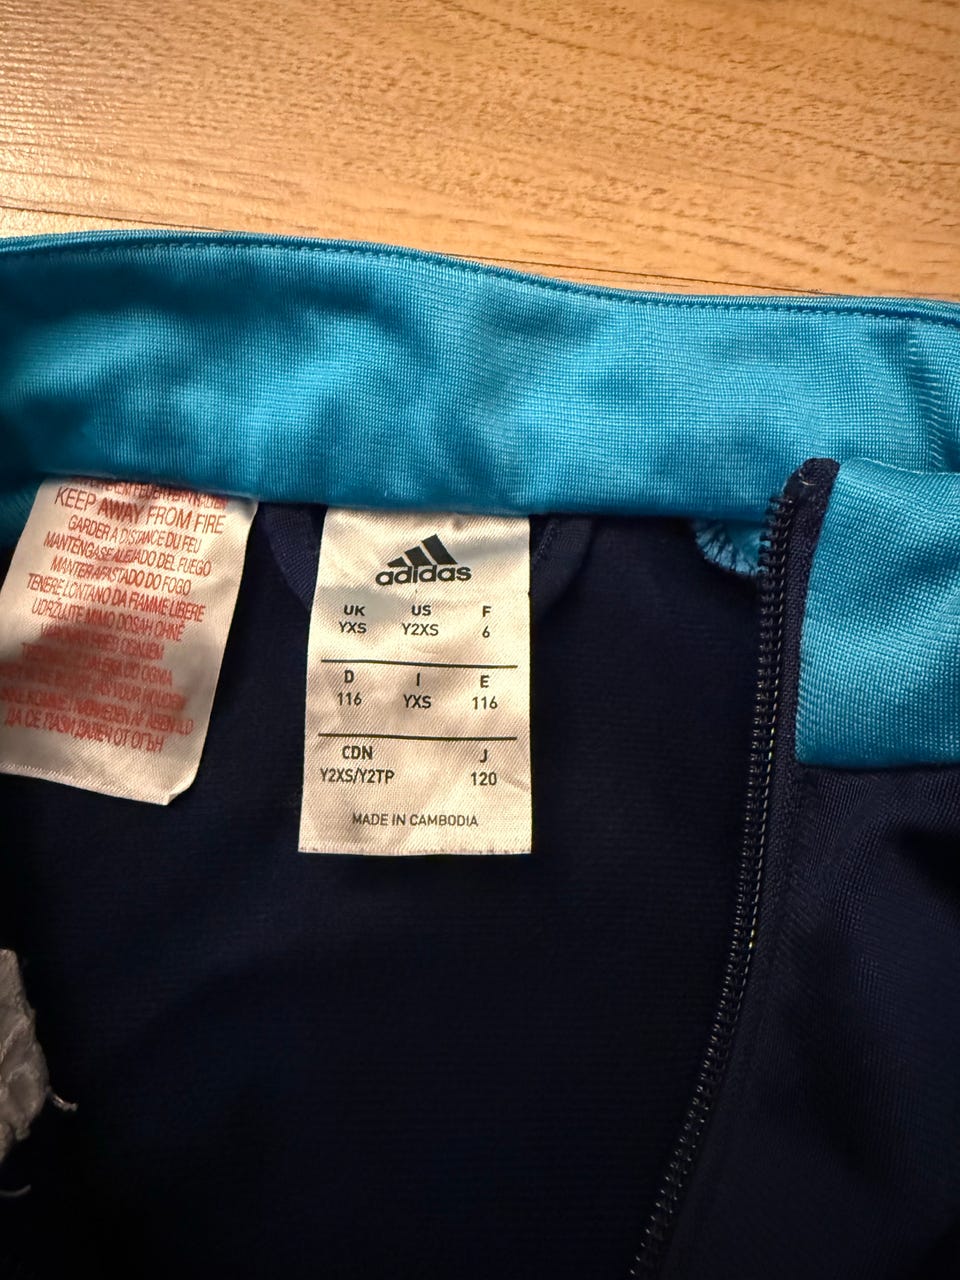 KEEP AWAY FROM FIRE
GARDER A DISTANCE DU FEU
MANTÉNGASE ALEJADO DEL FUEGO
MANTER AFASTADO DO FOGO
TENERE LONTANO DA FIAMME LIBERE
UDRŽUJTE MIMO DOSAH OHNĚ
ДА СЕ ПАЗИ ДАЛЕЧ ОТ ОГЪН
adidas
UK US F
YXS Y2XS 6
D I E
116 YXS 116
CDN J
Y2XS/Y2TP 120
MADE IN CAMBODIA